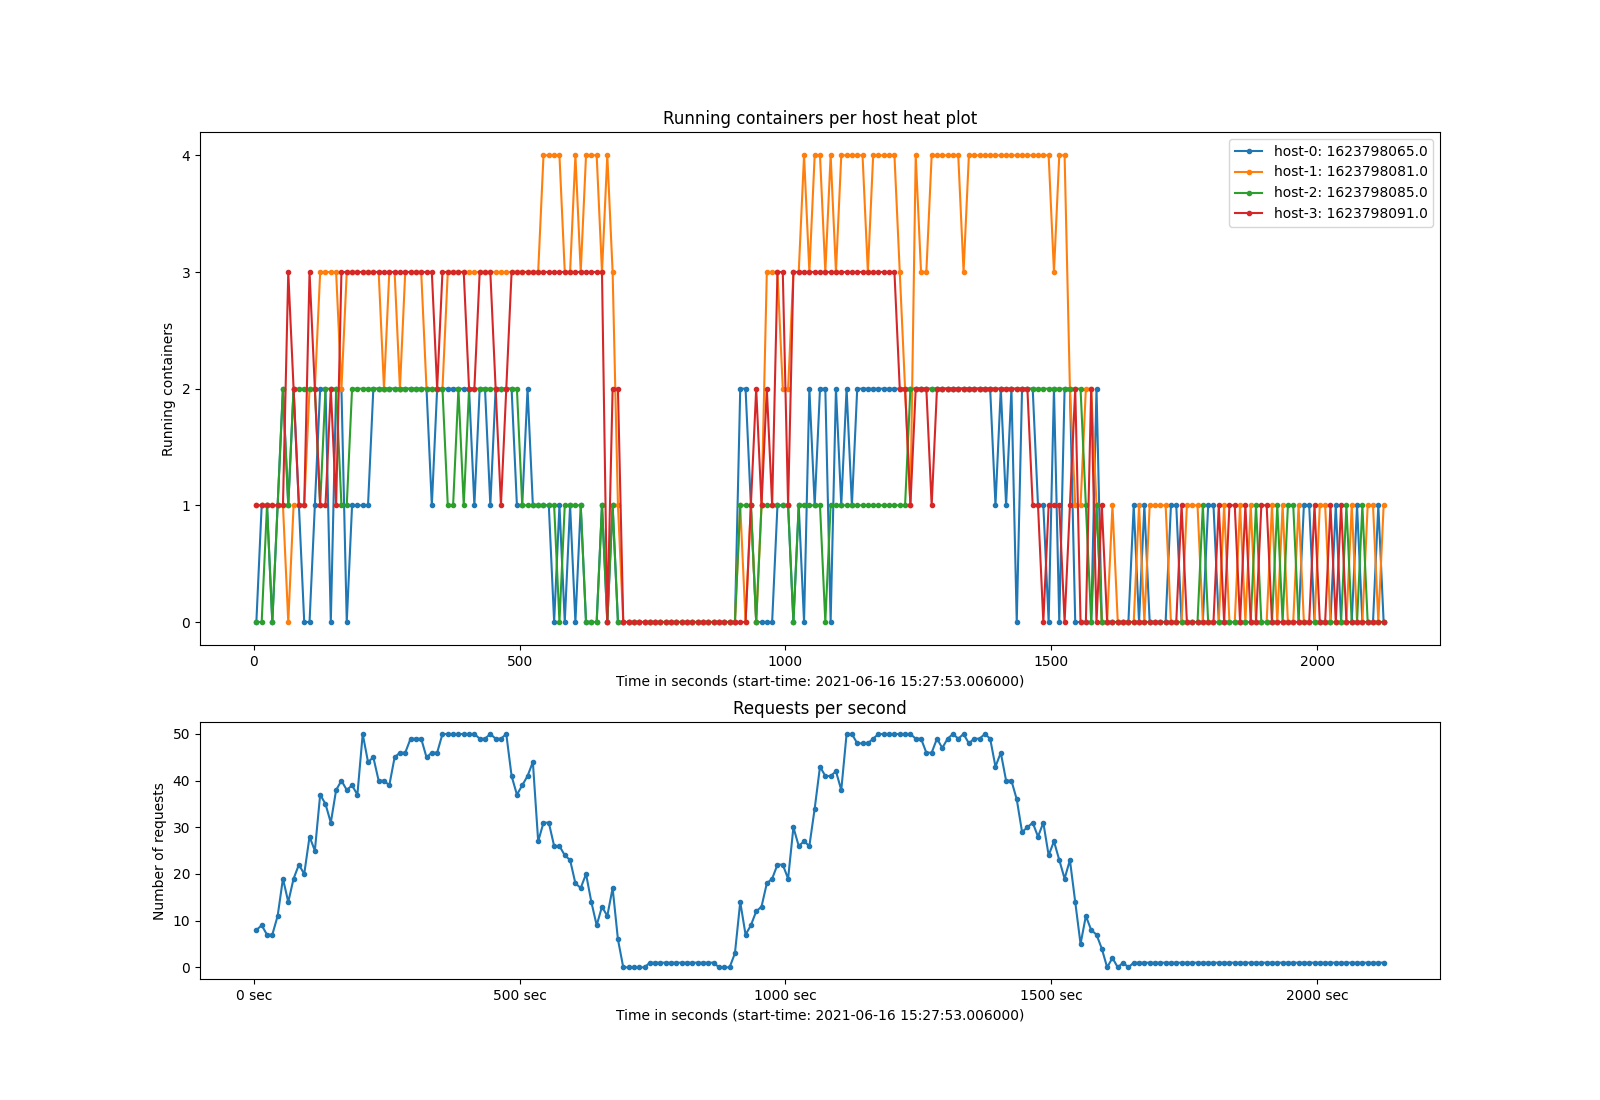 Running containers per host heat plot
host-0: 1623798065.0
host-1: 1623798081.0
host-2: 1623798085.0
host-3: 1623798091.0
Running containers
4
3
2
1
0
0 500 1000 1500 2000
Time in seconds (start-time: 2021-06-16 15:27:53.006000)
Requests per second
Number of requests
50
40
30
20
10
0
0 sec 500 sec 1000 sec 1500 sec 2000 sec
Time in seconds (start-time: 2021-06-16 15:27:53.006000)